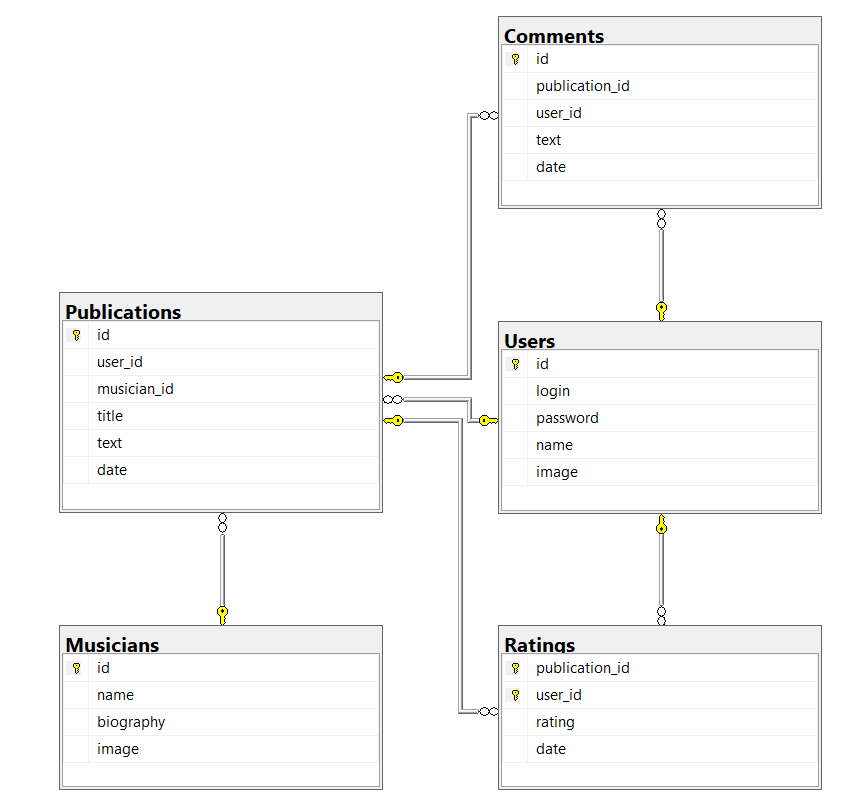 Comments
id
publication_id
user_id
text
date
Publications
id
user_id
musician_id
title
text
date
Users
id
login
password
name
image
Musicians
id
name
biography
image
Ratings
publication_id
user_id
rating
date